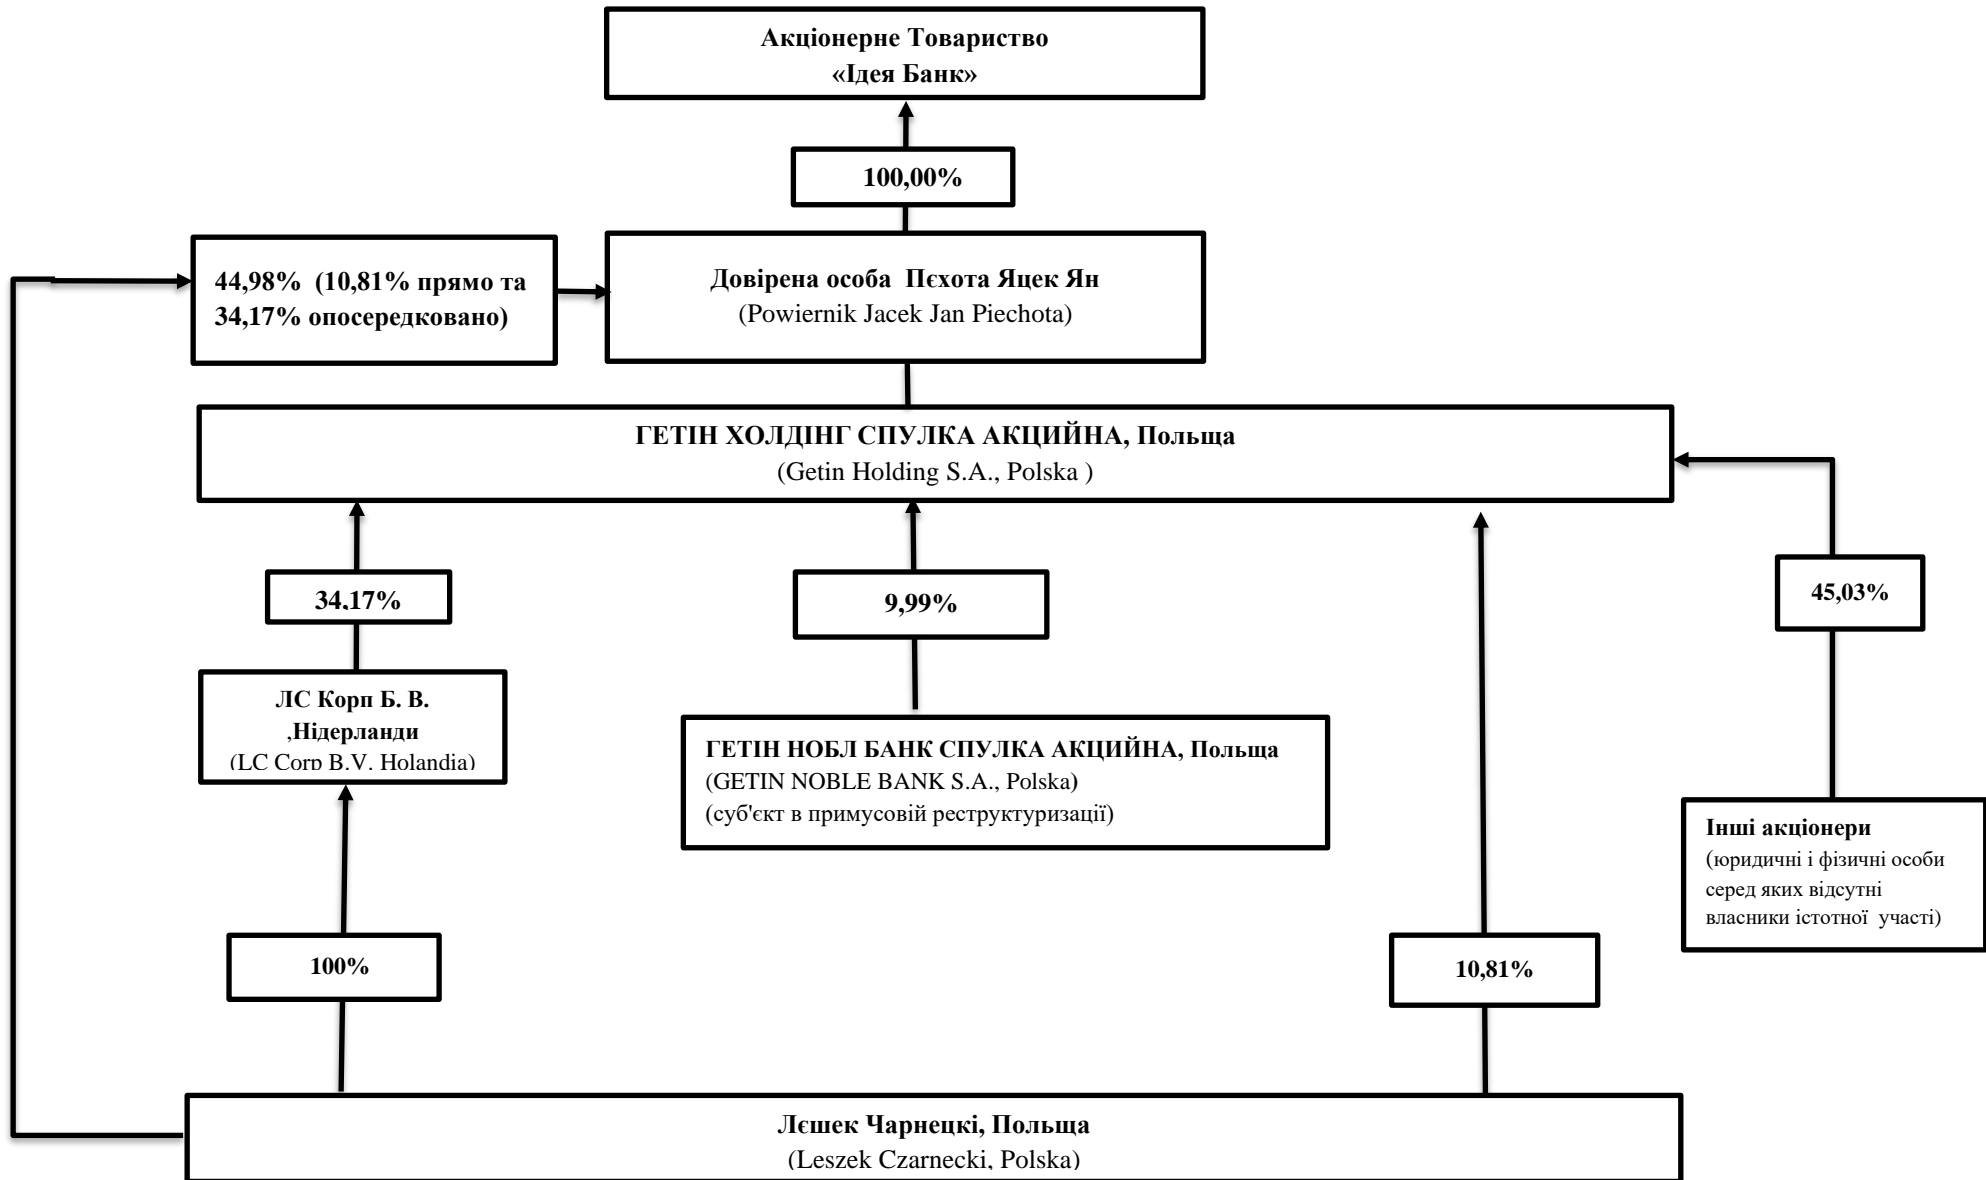 Акціонерне Товариство
«Ідея Банк»
100,00%
44,98% (10,81% прямо та
34,17% опосередковано)
Довірена особа Пєхота Яцек Ян
(Powiernik Jacek Jan Piechota)
ГЕТІН ХОЛДІНГ СПУЛКА АКЦИЙНА, Польща
(Getin Holding S.A., Polska )
34,17%
9,99%
45,03%
ЛС Корп Б. В.
,Нідерланди
(LC Corp B.V. Holandia)
ГЕТІН НОБЛ БАНК СПУЛКА АКЦИЙНА, Польща
(GETIN NOBLE BANK S.A., Polska)
(суб'єкт в примусовій реструктуризації)
Інші акціонери
(юридичні і фізичні особи
серед яких відсутні
власники істотної участі)
100%
10,81%
Лєшек Чарнецкі, Польща
(Leszek Czarnecki, Polska)